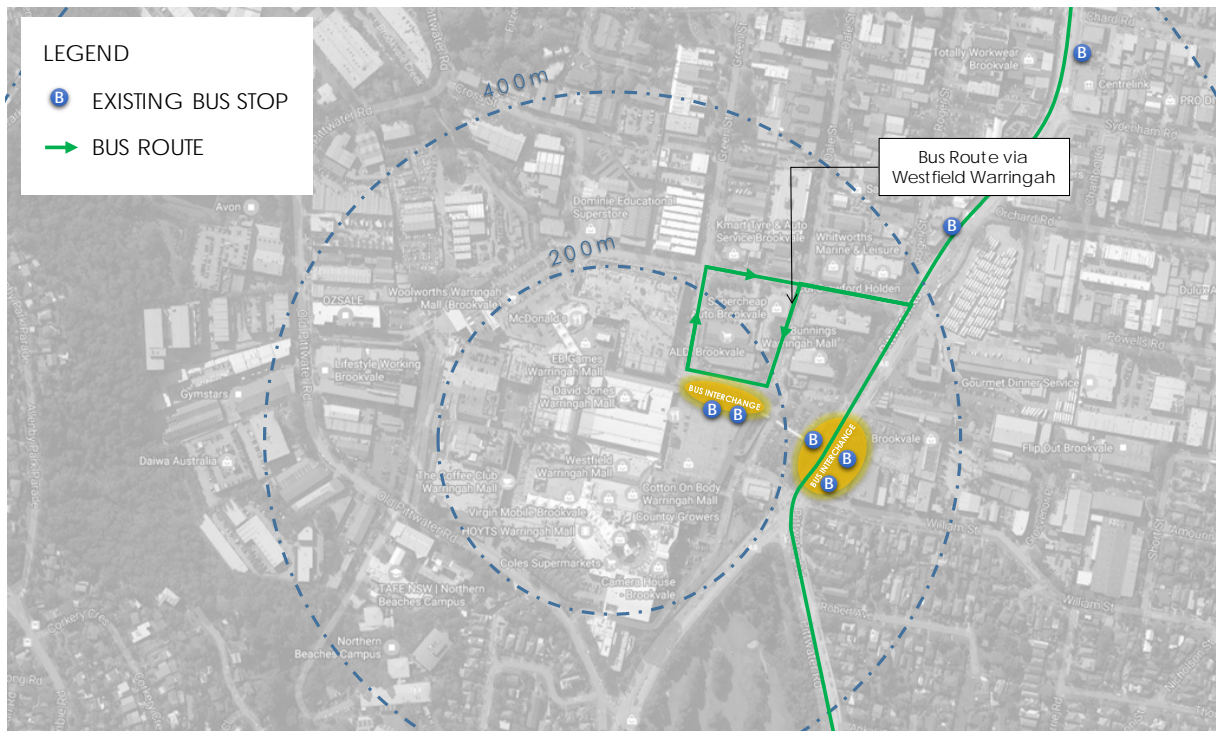 LEGEND
B EXISTING BUS STOP
BUS ROUTE
400m
200m
Bus Route via
Westfield Warringah
BUS INTERCHANGE
B
B
BUS INTERCHANGE
B
B
B
B
B
Totally Workwear
Brookvale
Centrelink
Sydenham Rd
Orchard Rd
Avon
Dominie Educational
Superstore
Kmart Tyre & Auto
Service Brookvale
Whitworths
Marine & Leisure
Woolworths Warringah
Mall (Brookvale)
OZSALE
McDonald's
Supercheap
Auto Brookvale
Bunnings
Warringah Mall
ALDI Brookvale
EB Games
Warringah Mall
David Jones
Warringah Mall
Lifestyle Working
Brookvale
Gymstars
Powells Rd
Gourmet Dinner Service
Brookvale
Flip Out Brookvale
Daiwa Australia
Westfield
Warringah Mall
The Coffee Club
Warringah Mall
Cotton On Body
Warringah Mall
Virgin Mobile Brookvale
Country Growers
HOYTS Warringah Mall
Old Pittwater Rd
William St
Coles Supermarkets
Camera House
Brookvale
TAFE NSW | Northern
Beaches Campus
Northern
Beaches Campus
William St
Corkery Cres
Pittwater Rd